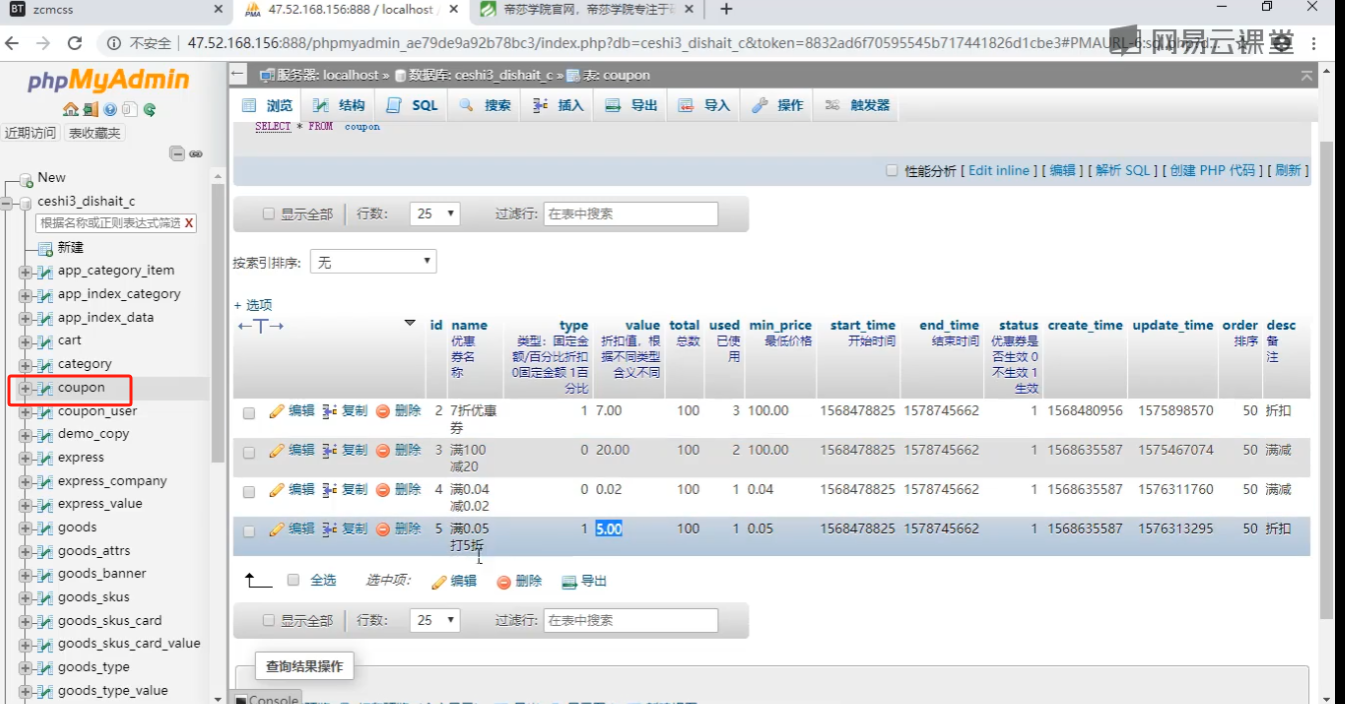 zcmcss
47.52.168.156:888 / localhost
帝莎学院官网，帝莎学院专注于
不安全 47.52.168.156:888/phpmyadmin_ae79de9a92b78bc3/index.php?db=ceshi3_dishait_c&token=8832ad6f70595545b717441826d1cbe3#PMAURL-6:sql.php?d...
网易云课堂
phpMyAdmin
近期访问 表收藏夹
New
ceshi3_dishait_c
根据名称或正则表达式筛选 X
新建
app_category_item
app_index_category
app_index_data
cart
category
coupon
coupon_user
demo_copy
express
express_company
express_value
goods
goods_attrs
goods_banner
goods_skus
goods_skus_card
goods_skus_card_value
goods_type
goods_type_value
服务器: localhost » 数据库: ceshi3_dishait_c » 表: coupon
浏览 结构 SQL 搜索 插入 导出 导入 操作 触发器
SELECT * FROM coupon
性能分析 [ Edit inline ] [ 编辑 ] [ 解析 SQL ] [ 创建 PHP 代码 ] [ 刷新 ]
显示全部 行数: 25 过滤行: 在表中搜索
按索引排序: 无
+ 选项
←T→ id name type value total used min_price start_time end_time status create_time update_time order desc
优惠 类型：固定金 折扣值，根 总数 已使 最低价格 开始时间 结束时间 优惠券是 排序 备
券名 额/百分比折扣 据不同类型 用 否生效 0 注
称 0固定金额 1百 含义不同 不生效 1
分比 生效
编辑 复制 删除 2 7折优惠 1 7.00 100 3 100.00 1568478825 1578745662 1 1568480956 1575898570 50 折扣
券
编辑 复制 删除 3 满100 0 20.00 100 2 100.00 1568478825 1578745662 1 1568635587 1575467074 50 满减
减20
编辑 复制 删除 4 满0.04 0 0.02 100 1 0.04 1568478825 1578745662 1 1568635587 1576311760 50 满减
减0.02
编辑 复制 删除 5 满0.05 1 5.00 100 1 0.05 1568478825 1578745662 1 1568635587 1576313295 50 折扣
打5折
全选 选中项: 编辑 删除 导出
显示全部 行数: 25 过滤行: 在表中搜索
查询结果操作
Console